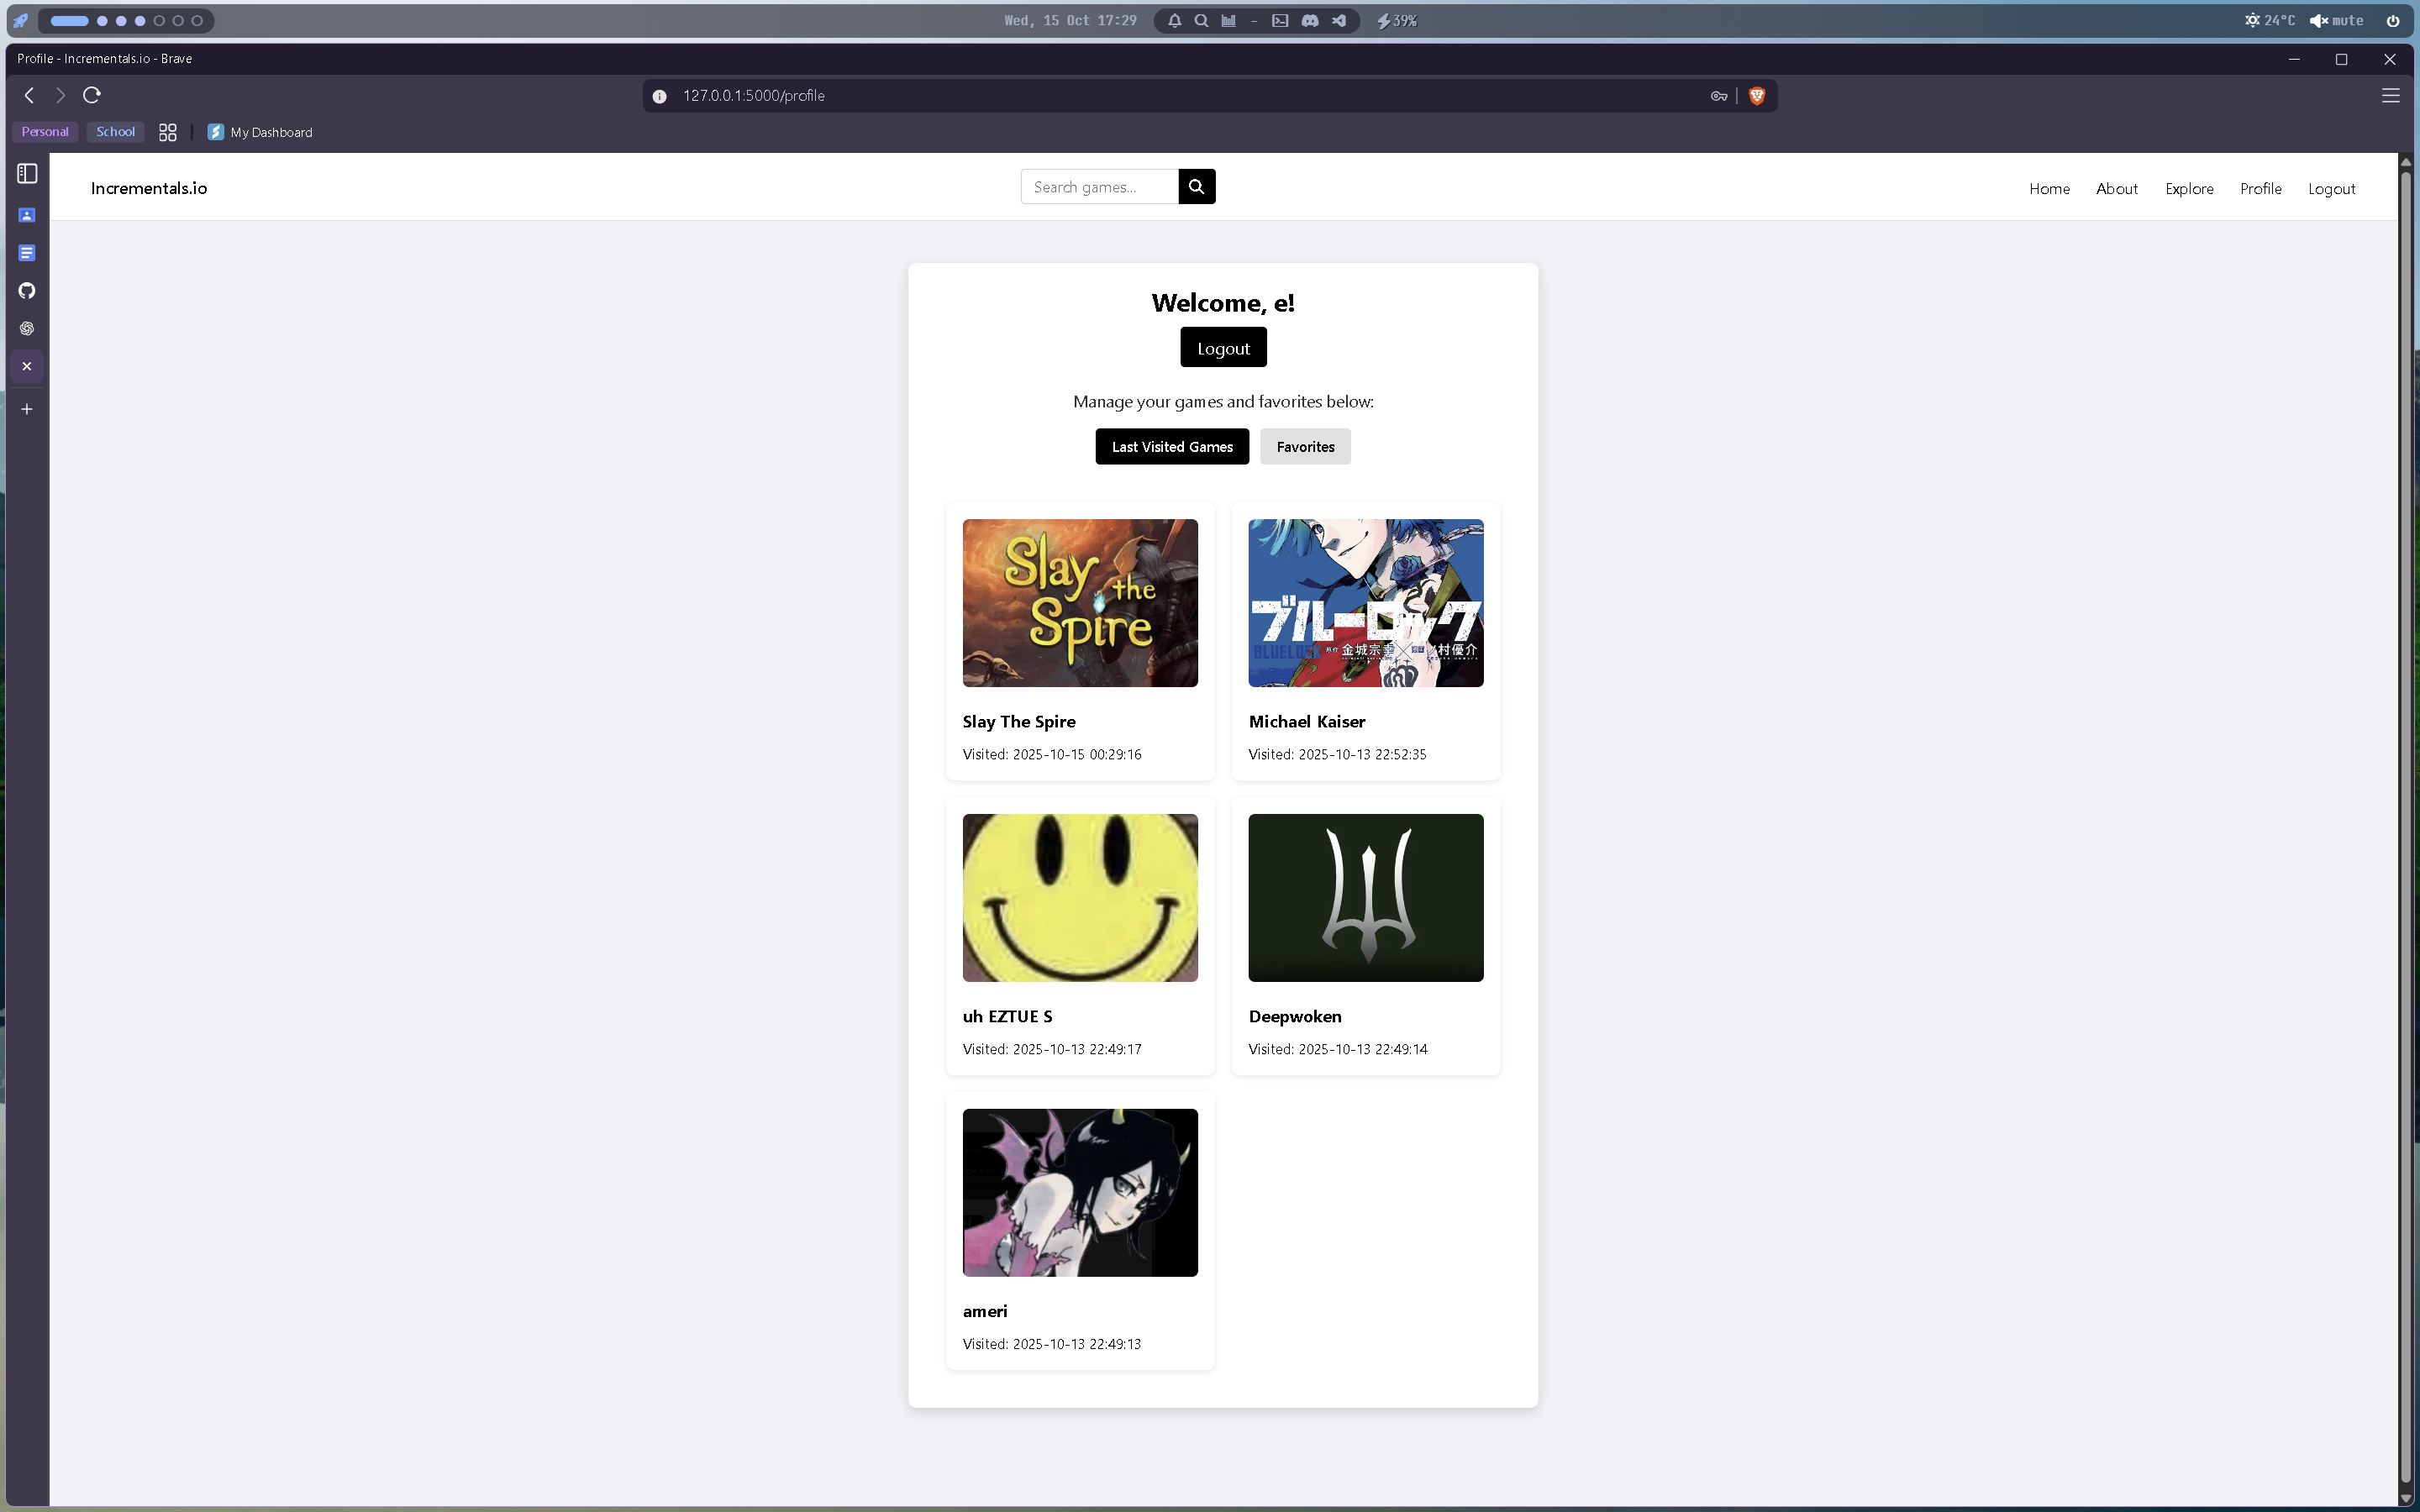 Wed, 15 Oct 17:29
39%
24°C
mute
Profile - Incrementals.io - Brave
127.0.0.1:5000/profile
Personal
School
My Dashboard
Incrementals.io
Search games...
Home
About
Explore
Profile
Logout
Welcome, e!
Logout
Manage your games and favorites below:
Last Visited Games
Favorites
Slay
the
Spire
ブルーロック
BLUELOCK
金城宗幸
村優介
Slay The Spire
Visited: 2025-10-15 00:29:16
Michael Kaiser
Visited: 2025-10-13 22:52:35
uh EZTUE S
Visited: 2025-10-13 22:49:17
Deepwoken
Visited: 2025-10-13 22:49:14
ameri
Visited: 2025-10-13 22:49:13